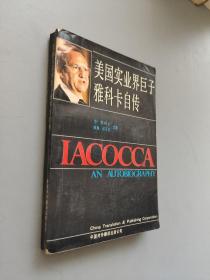 美国实业界巨子
雅科卡自传
IACOCCA
AN AUTOBIOGRAPHY
China Translation & Publishing Corporation
中国对外翻译出版公司